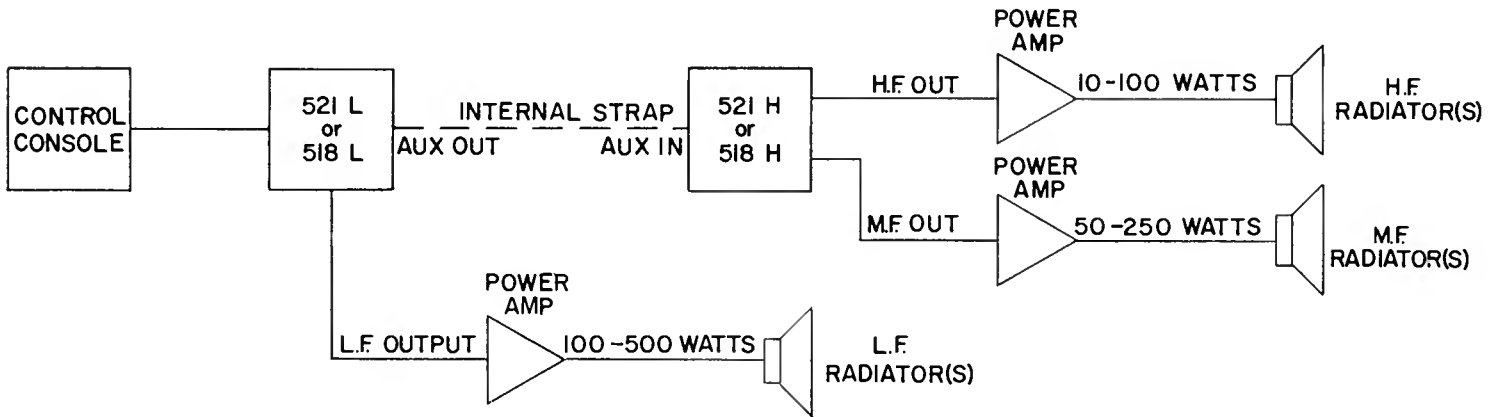 CONTROL
CONSOLE
521 L
or
518 L
INTERNAL STRAP
AUX OUT
AUX IN
521 H
or
518 H
H.F. OUT
POWER
AMP
10-100 WATTS
H.F.
RADIATOR(S)
M.F. OUT
POWER
AMP
50-250 WATTS
M.F.
RADIATOR(S)
L.F. OUTPUT
POWER
AMP
100-500 WATTS
L.F.
RADIATOR(S)